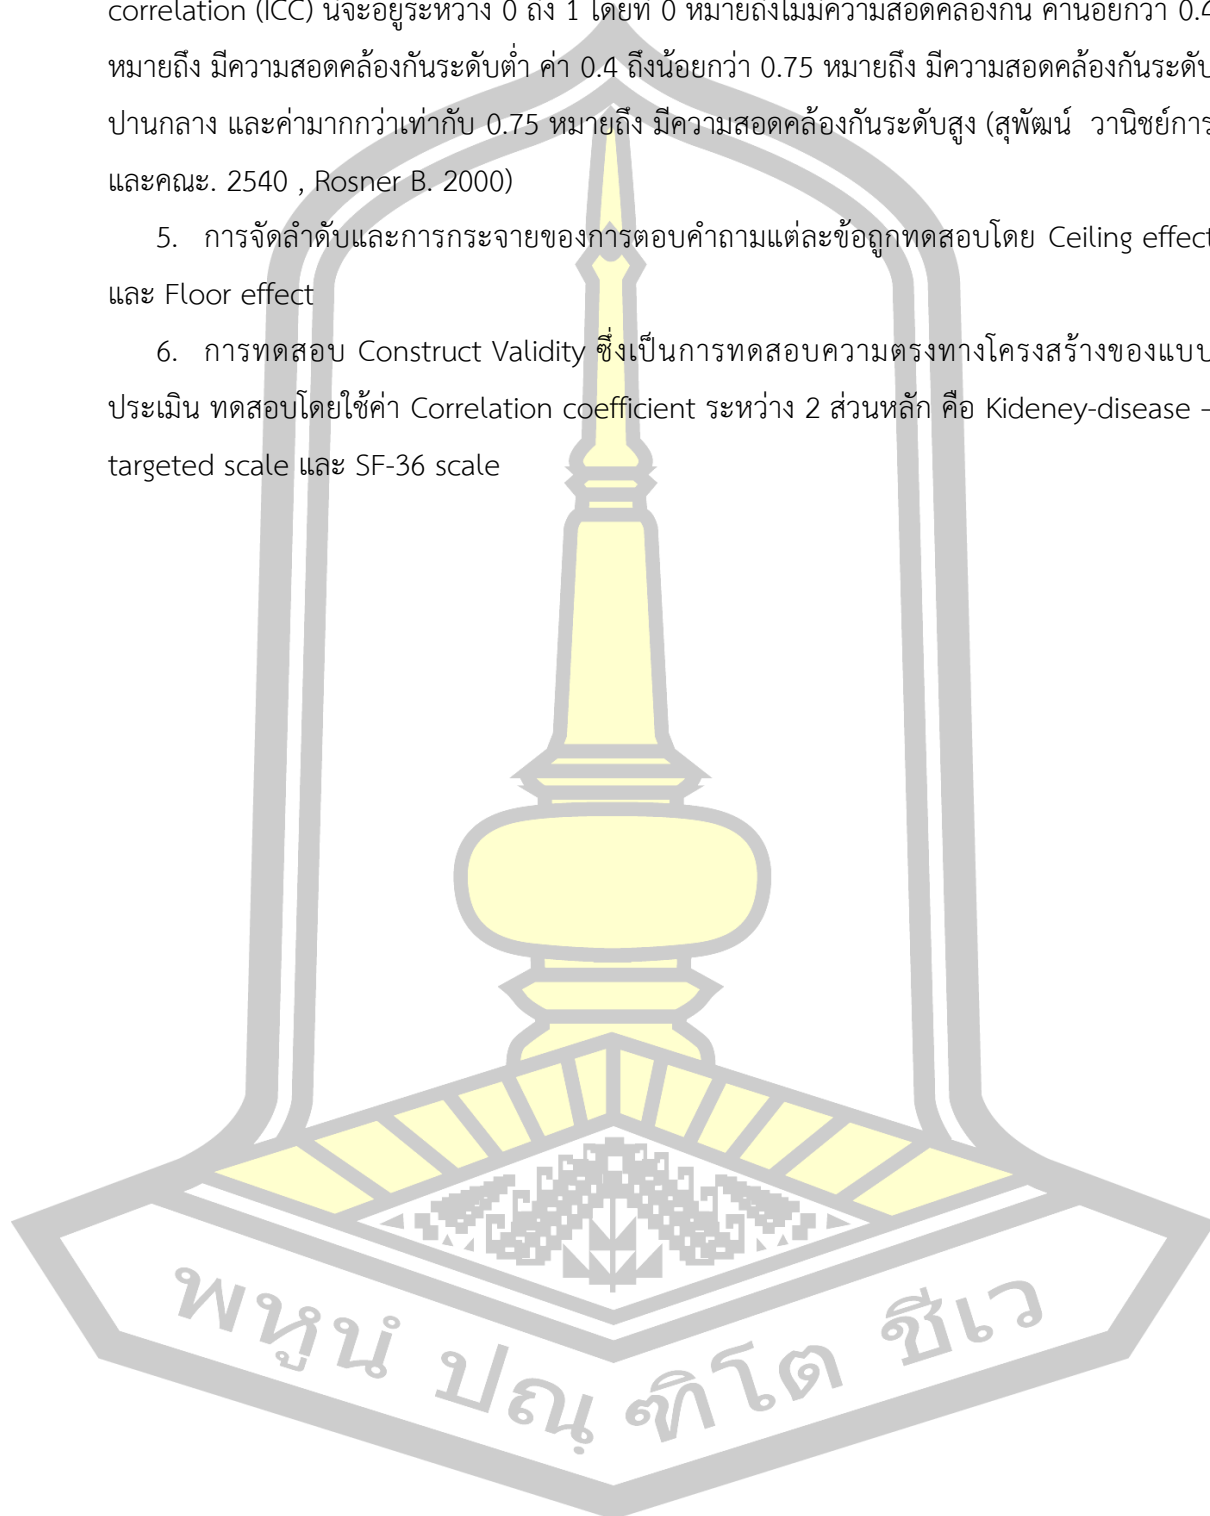 correlation (ICC) นี้จะอยู่ระหว่าง 0 ถึง 1 โดยที่ 0 หมายถึงไม่มีความสอดคล้องกัน ค่าน้อยกว่า 0.4
หมายถึง มีความสอดคล้องกันระดับต่ำ ค่า 0.4 ถึงน้อยกว่า 0.75 หมายถึง มีความสอดคล้องกันระดับ
ปานกลาง และค่ามากกว่าเท่ากับ 0.75 หมายถึง มีความสอดคล้องกันระดับสูง (สุพัฒน์ วานิชย์การ
และคณะ. 2540 , Rosner B. 2000)
5. การจัดลำดับและการกระจายของการตอบคำถามแต่ละข้อถูกทดสอบโดย Ceiling effect
และ Floor effect
6. การทดสอบ Construct Validity ซึ่งเป็นการทดสอบความตรงทางโครงสร้างของแบบ
ประเมิน ทดสอบโดยใช้ค่า Correlation coefficient ระหว่าง 2 ส่วนหลัก คือ Kideney-disease –
targeted scale และ SF-36 scale
พหูนํ ปณฺ ฑิโต ชีเว